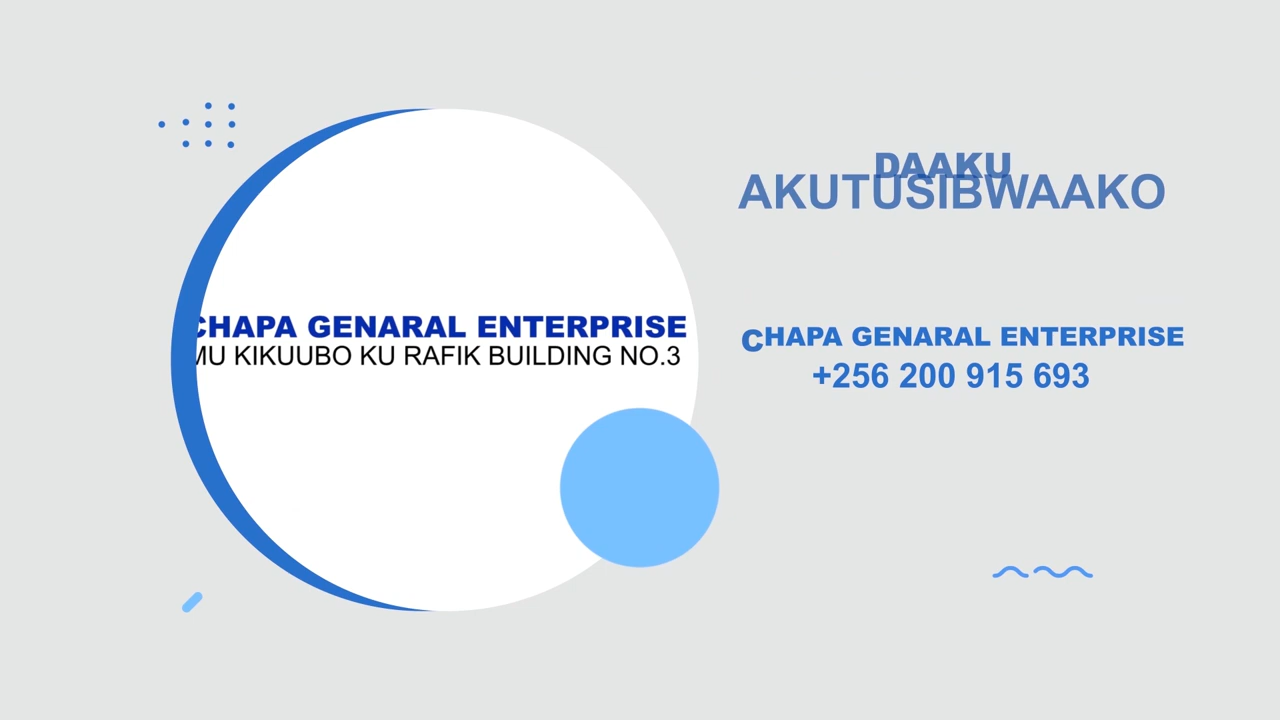 CHAPA GENARAL ENTERPRISE
MU KIKUUBO KU RAFIK BUILDING NO.3
DAAKU
AKUTUSIBWAAKO
CHAPA GENARAL ENTERPRISE
+256 200 915 693